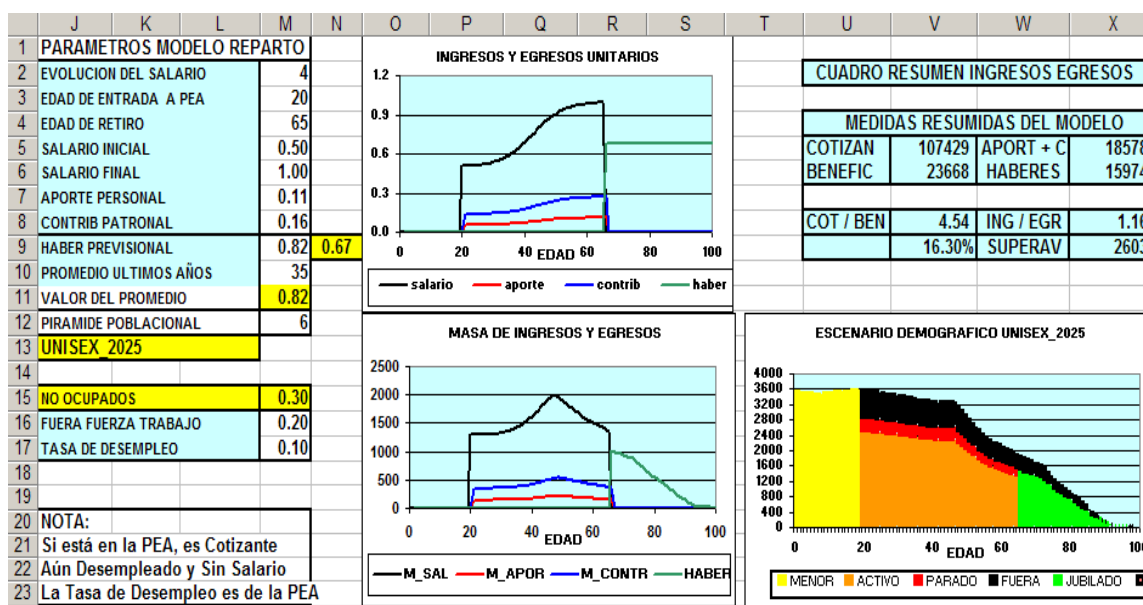 J K L M N O P Q R S T U V W X
1 PARAMETROS MODELO REPARTO
2 EVOLUCION DEL SALARIO 4
3 EDAD DE ENTRADA A PEA 20
4 EDAD DE RETIRO 65
5 SALARIO INICIAL 0.50
6 SALARIO FINAL 1.00
7 APORTE PERSONAL 0.11
8 CONTRIB PATRONAL 0.16
9 HABER PREVISIONAL 0.82 0.67
10 PROMEDIO ULTIMOS AÑOS 35
11 VALOR DEL PROMEDIO 0.82
12 PIRAMIDE POBLACIONAL 6
13 UNISEX_2025
14
15 NO OCUPADOS 0.30
16 FUERA FUERZA TRABAJO 0.20
17 TASA DE DESEMPLEO 0.10
18
19
20 NOTA:
21 Si está en la PEA, es Cotizante
22 Aún Desempleado y Sin Salario
23 La Tasa de Desempleo es de la PEA
INGRESOS Y EGRESOS UNITARIOS
1.2
0.9
0.6
0.3
0.0
0 20 40 60 80 100
EDAD
salario aporte contrib haber
MASA DE INGRESOS Y EGRESOS
2500
2000
1500
1000
500
0
0 20 40 60 80 100
EDAD
M_SAL M_APOR M_CONTR HABER
CUADRO RESUMEN INGRESOS EGRESOS
MEDIDAS RESUMIDAS DEL MODELO
COTIZAN 107429 APORT + C 18578
BENEFIC 23668 HABERES 15974
COT / BEN 4.54 ING / EGR 1.16
16.30% SUPERAV 2603
ESCENARIO DEMOGRAFICO UNISEX_2025
4000
3600
3200
2800
2400
2000
1600
1200
800
400
0
0 20 40 60 80 100
EDAD
MENOR ACTIVO PARADO FUERA JUBILADO